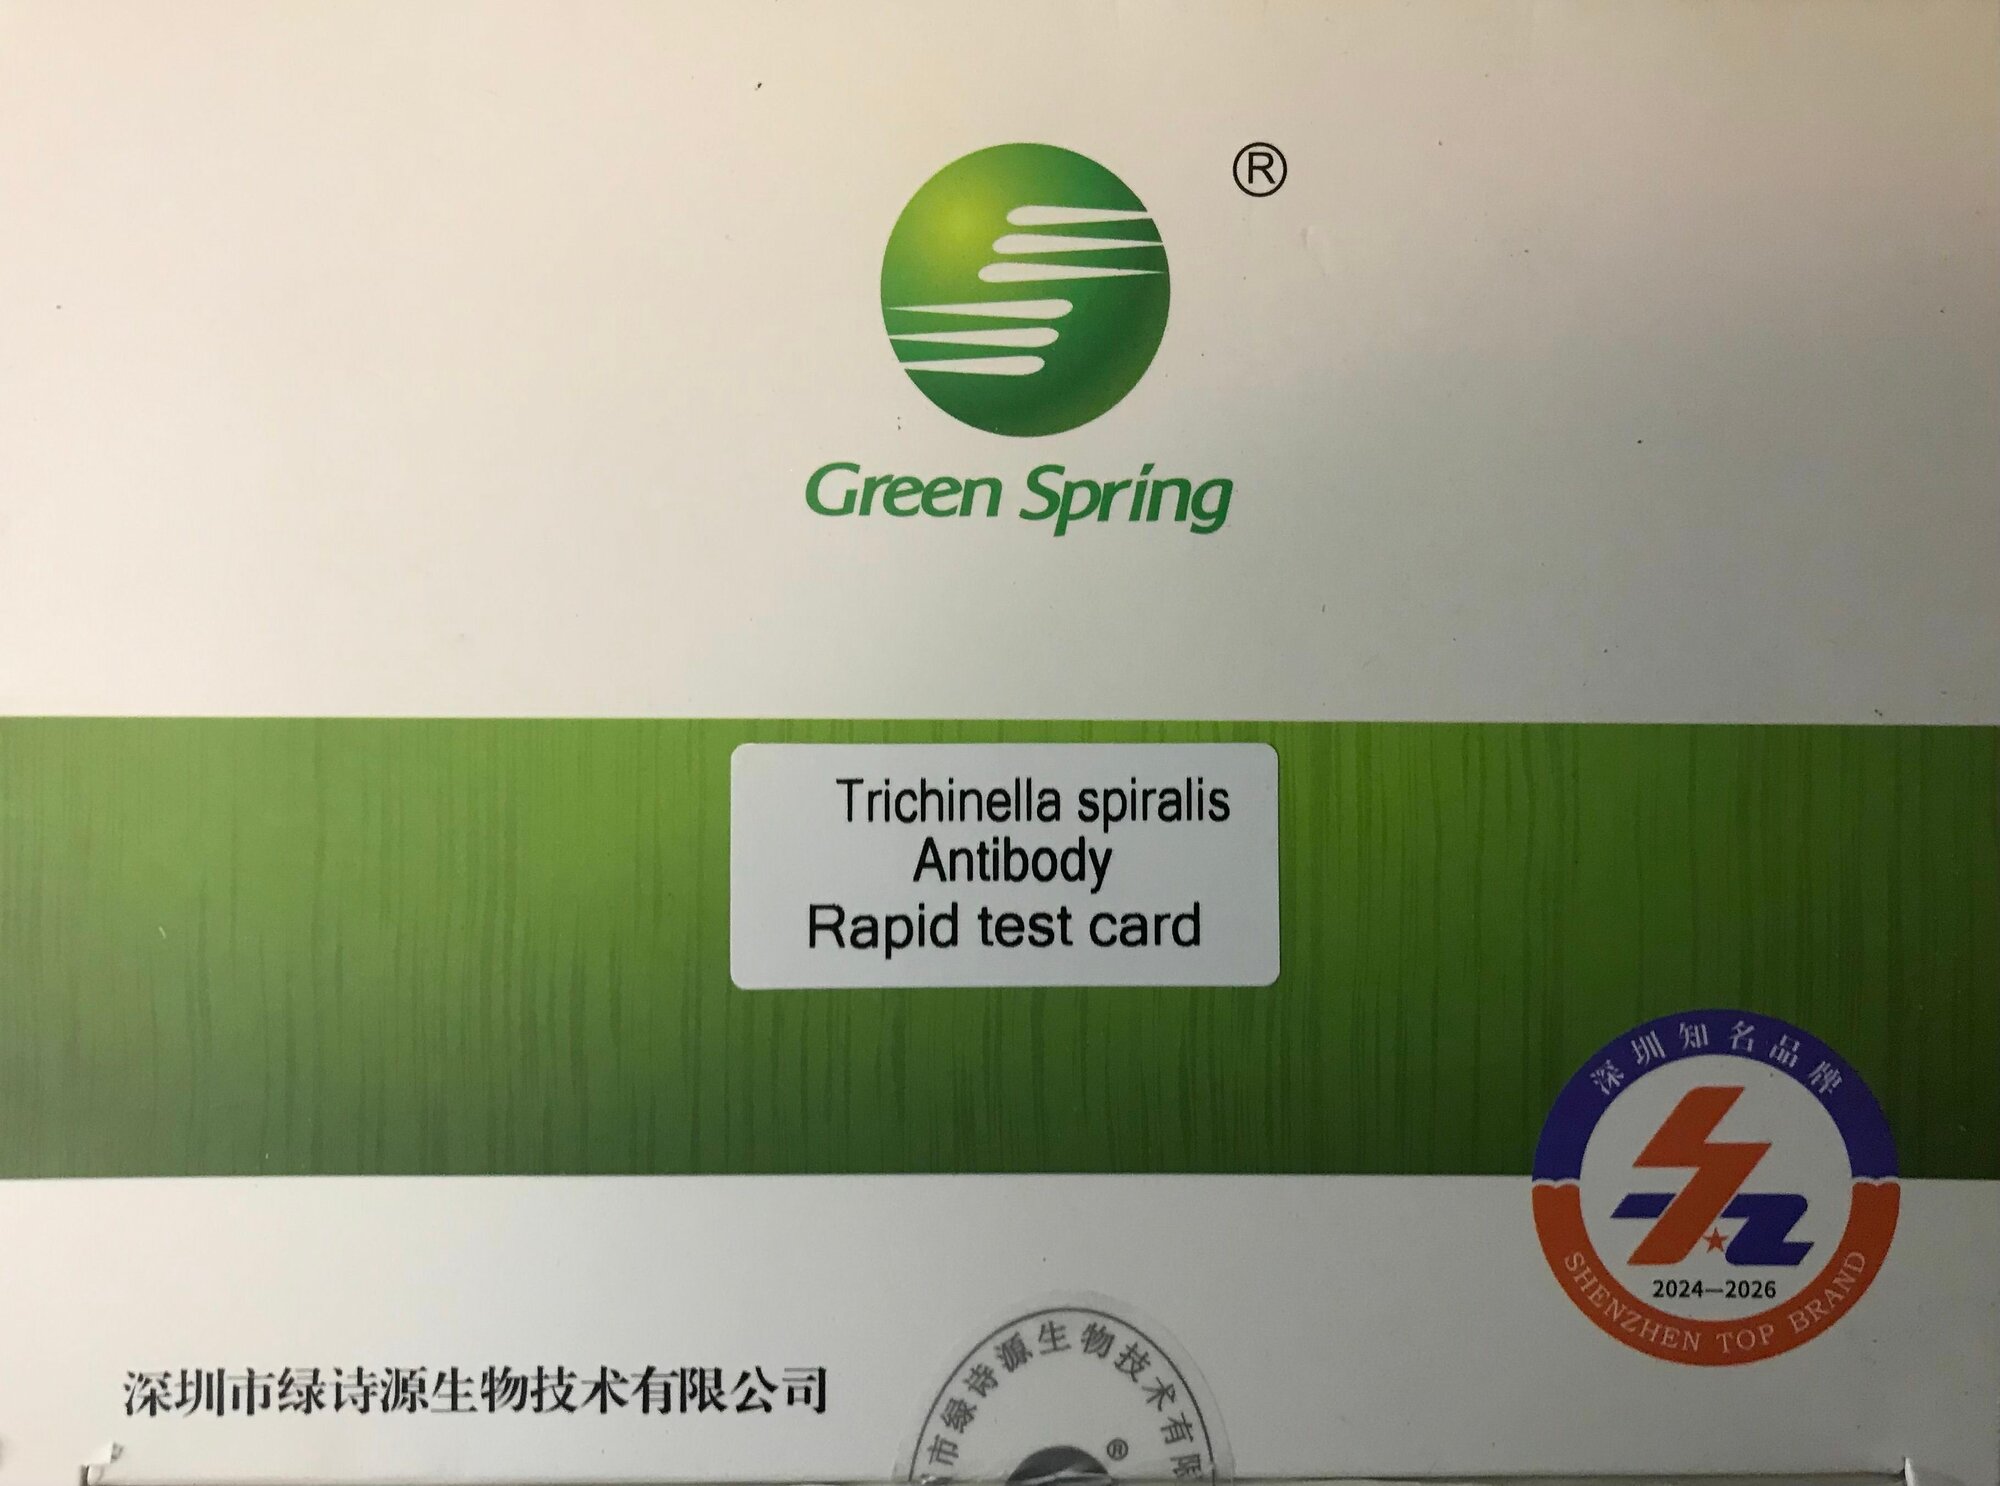 ®
Green Spring
Trichinella spiralis
Antibody
Rapid test card
深圳知名品牌
2024—2026
SHENZHEN TOP BRAND
深圳市绿诗源生物技术有限公司
市绿诗源生物技术有限
®